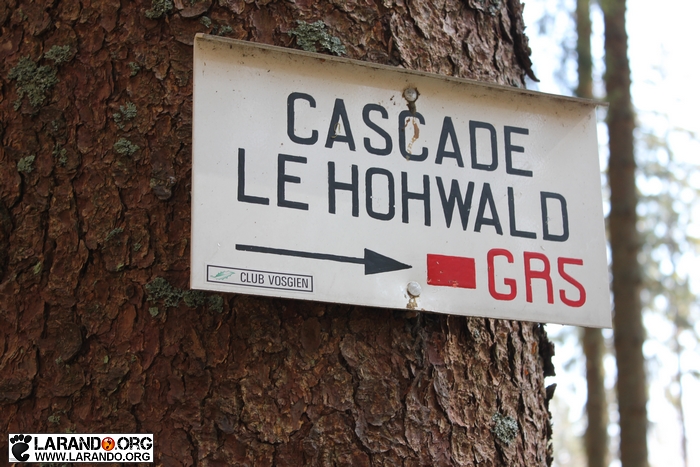 CASCADE
LE HOHWALD
GR5
CLUB VOSGIEN
LARANDO.ORG
WWW.LARANDO.ORG